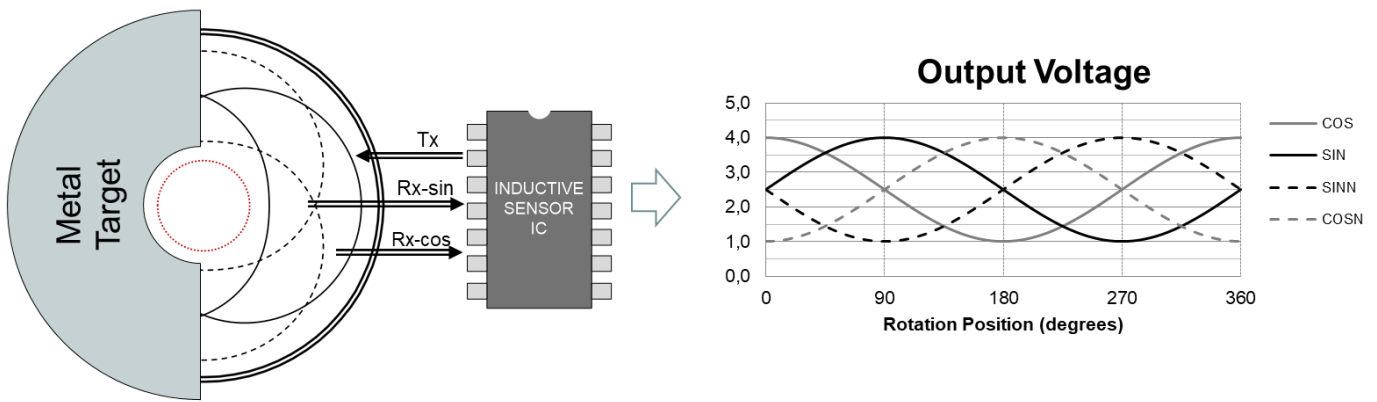 Metal
Target
Tx
Rx-sin
Rx-cos
INDUCTIVE
SENSOR
IC
Output Voltage
5,0
4,0
3,0
2,0
1,0
0,0
0
90
180
270
360
Rotation Position (degrees)
COS
SIN
SINN
COSN